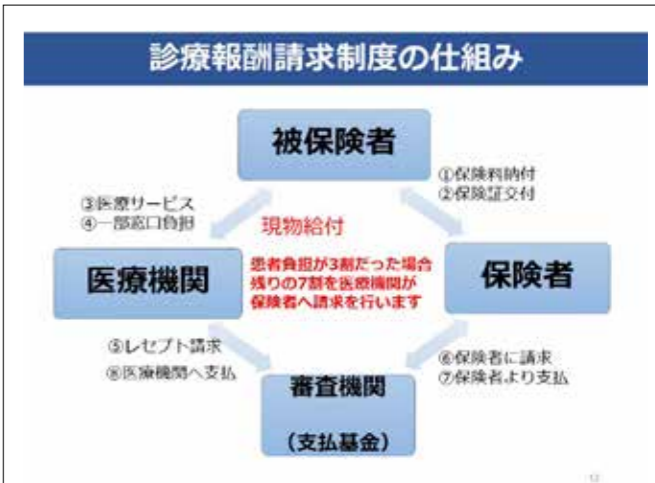 診療報酬請求制度の仕組み
被保険者
①保険料納付
②保険証交付
③医療サービス
④一部窓口負担
現物給付
医療機関
患者負担が3割だった場合
残りの7割を医療機関が
保険者へ請求を行います
保険者
⑤レセプト請求
⑧医療機関へ支払
⑥保険者に請求
⑦保険者より支払
審査機関
（支払基金）